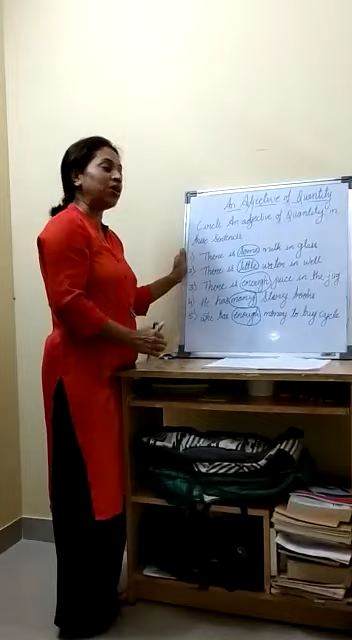 An Adjective of Quantity
Circle An adjective of Quantity in
these sentences
1) There is some milk in glass
2) There is little water in well
3) There is enough juice in the jug
4) He has many story books
5) She has enough money to buy cycle